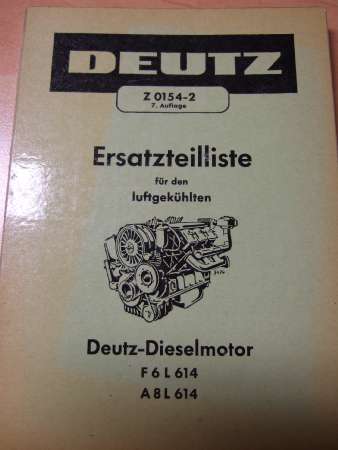 DEUTZ
Z 0154-2
7. Auflage
Ersatzteilliste
für den
luftgekühlten
Deutz-Dieselmotor
F 6 L 614
A 8 L 614